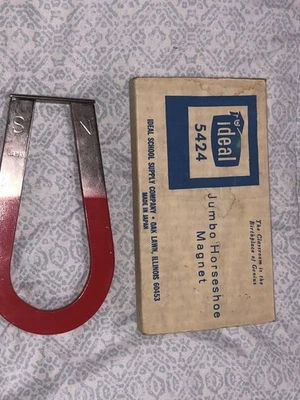 N
S
ideal
5424
Jumbo Horseshoe
Magnet
The Classroom is the
Birthplace of Genius
IDEAL SCHOOL SUPPLY COMPANY • OAK LAWN, ILLINOIS 60453
MADE IN JAPAN